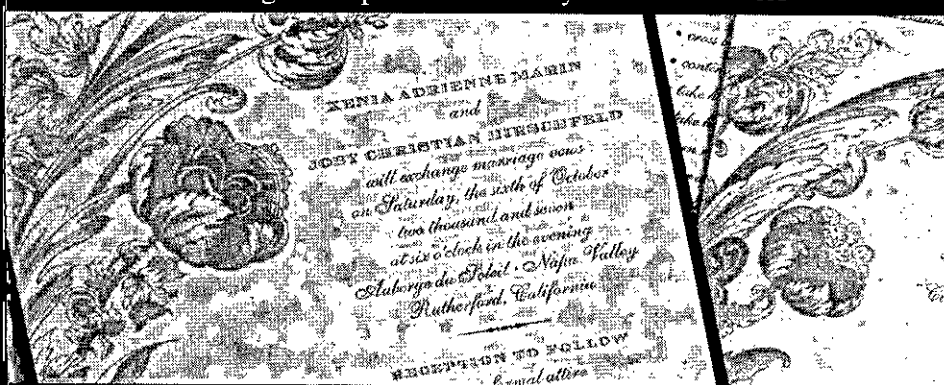 XENIA ADRIENNE MARIN
and
JOBY CHRISTIAN HIRSCHFELD
will exchange marriage vows
on Saturday, the sixth of October
two thousand and seven
at six o'clock in the evening
Auberge du Soleil · Napa Valley
Rutherford, California
RECEPTION TO FOLLOW
formal attire